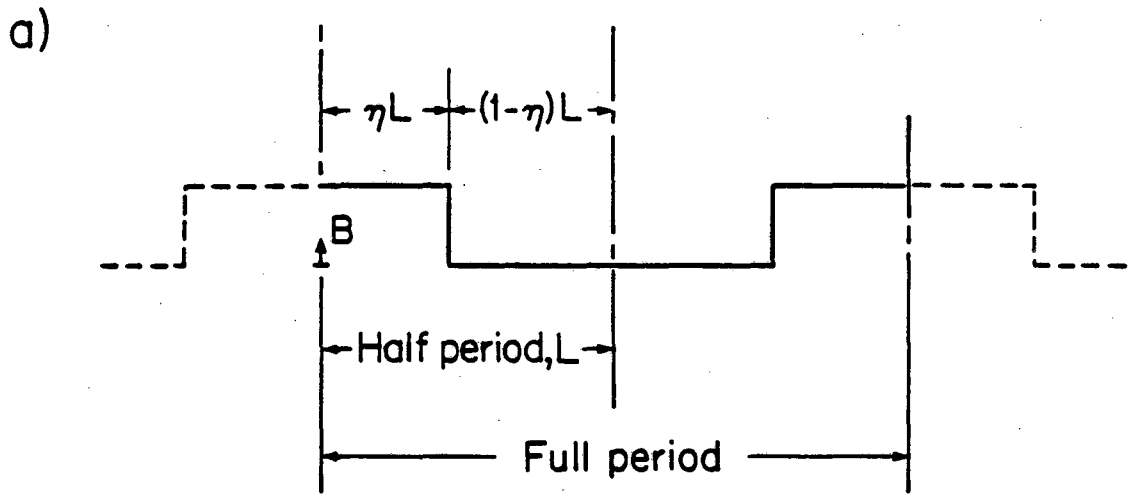 a)
ηL
(1-η)L
B
Half period, L
Full period